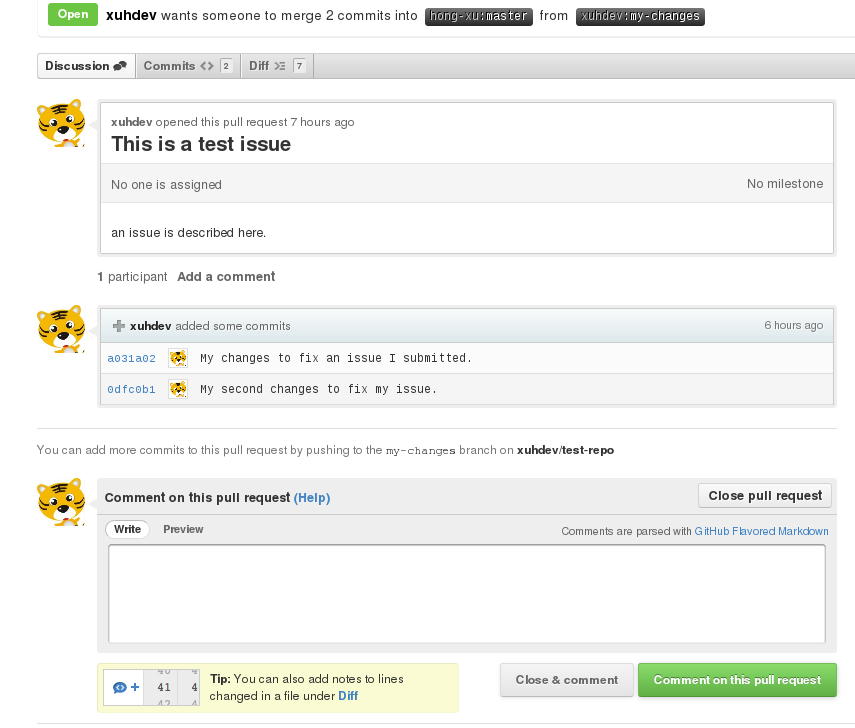 Open xuhdev wants someone to merge 2 commits into hong-xu:master from xuhdev:my-changes
Discussion Commits 2 Diff 7
xuhdev opened this pull request 7 hours ago
This is a test issue
No one is assigned No milestone
an issue is described here.
1 participant Add a comment
xuhdev added some commits 6 hours ago
a031a02 My changes to fix an issue I submitted.
0dfc0b1 My second changes to fix my issue.
You can add more commits to this pull request by pushing to the my-changes branch on xuhdev/test-repo
Comment on this pull request (Help) Close pull request
Write Preview Comments are parsed with GitHub Flavored Markdown
41 4 Tip: You can also add notes to lines
changed in a file under Diff
Close & comment Comment on this pull request